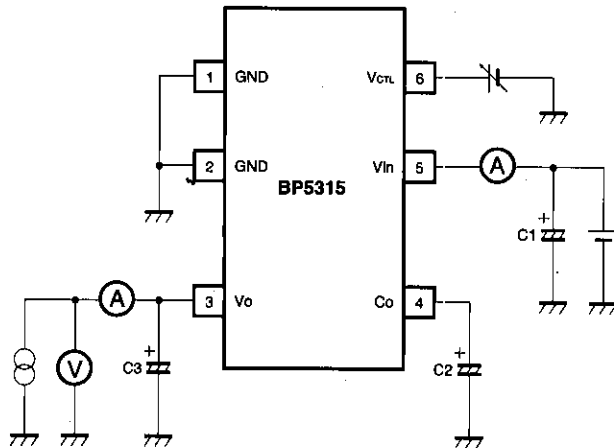 1 GND
VCTL 6
2 GND
BP5315
VIn 5
A
+
C1
A
3 Vo
Co 4
V
+
C3
+
C2